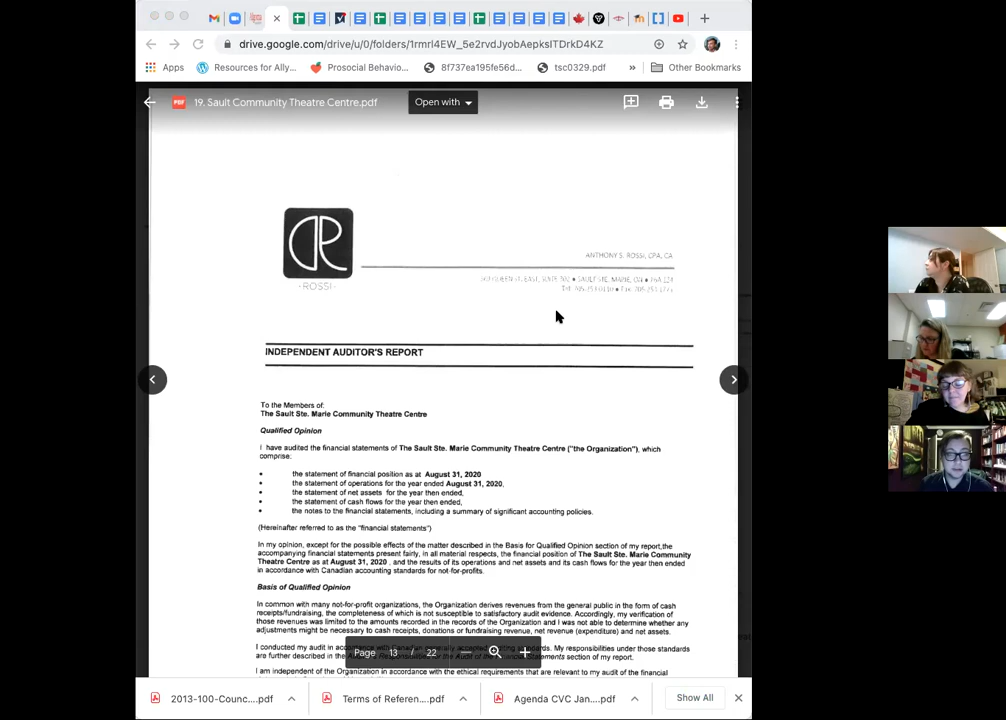 drive.google.com/drive/u/0/folders/1rmrI4EW_5e2rvdJyobAepksITDrkD4KZ
Apps Resources for Ally... Prosocial Behavio... 8f737ea195fe56d... tsc0329.pdf » Other Bookmarks
PDF 19. Sault Community Theatre Centre.pdf Open with
CR
-ROSSI-
ANTHONY S. ROSSI, CPA, CA
INDEPENDENT AUDITOR'S REPORT
To the Members of:
The Sault Ste. Marie Community Theatre Centre
Qualified Opinion
I have audited the financial statements of The Sault Ste. Marie Community Theatre Centre ("the Organization"), which
comprise:
• the statement of financial position as at August 31, 2020
• the statement of operations for the year ended August 31, 2020,
• the statement of net assets for the year then ended,
• the statement of cash flows for the year then ended,
• the notes to the financial statements, including a summary of significant accounting policies.
(Hereinafter referred to as the "financial statements")
In my opinion, except for the possible effects of the matter described in the Basis for Qualified Opinion section of my report,the
accompanying financial statements present fairly, in all material respects, the financial position of The Sault Ste. Marie Community
Theatre Centre as at August 31, 2020 , and the results of its operations and net assets and its cash flows for the year then ended
in accordance with Canadian accounting standards for not-for-profits.
Basis of Qualified Opinion
In common with many not-for-profit organizations, the Organization derives revenues from the general public in the form of cash
receipts/fundraising, the completeness of which is not susceptible to satisfactory audit evidence. Accordingly, my verification of
those revenues was limited to the amounts recorded in the records of the Organization and I was not able to determine whether any
adjustments might be necessary to cash receipts, donations or fundraising revenue, net revenue (expenditure) and net assets.
I conducted my audit in standards. My responsibilities under those standards
are further described in the statements section of my report.
I am independent of the Organization in accordance with the ethical requirements that are relevant to my audit of the financial
Page 13 / 22
2013-100-Counc....pdf Terms of Referen....pdf Agenda CVC Jan....pdf Show All